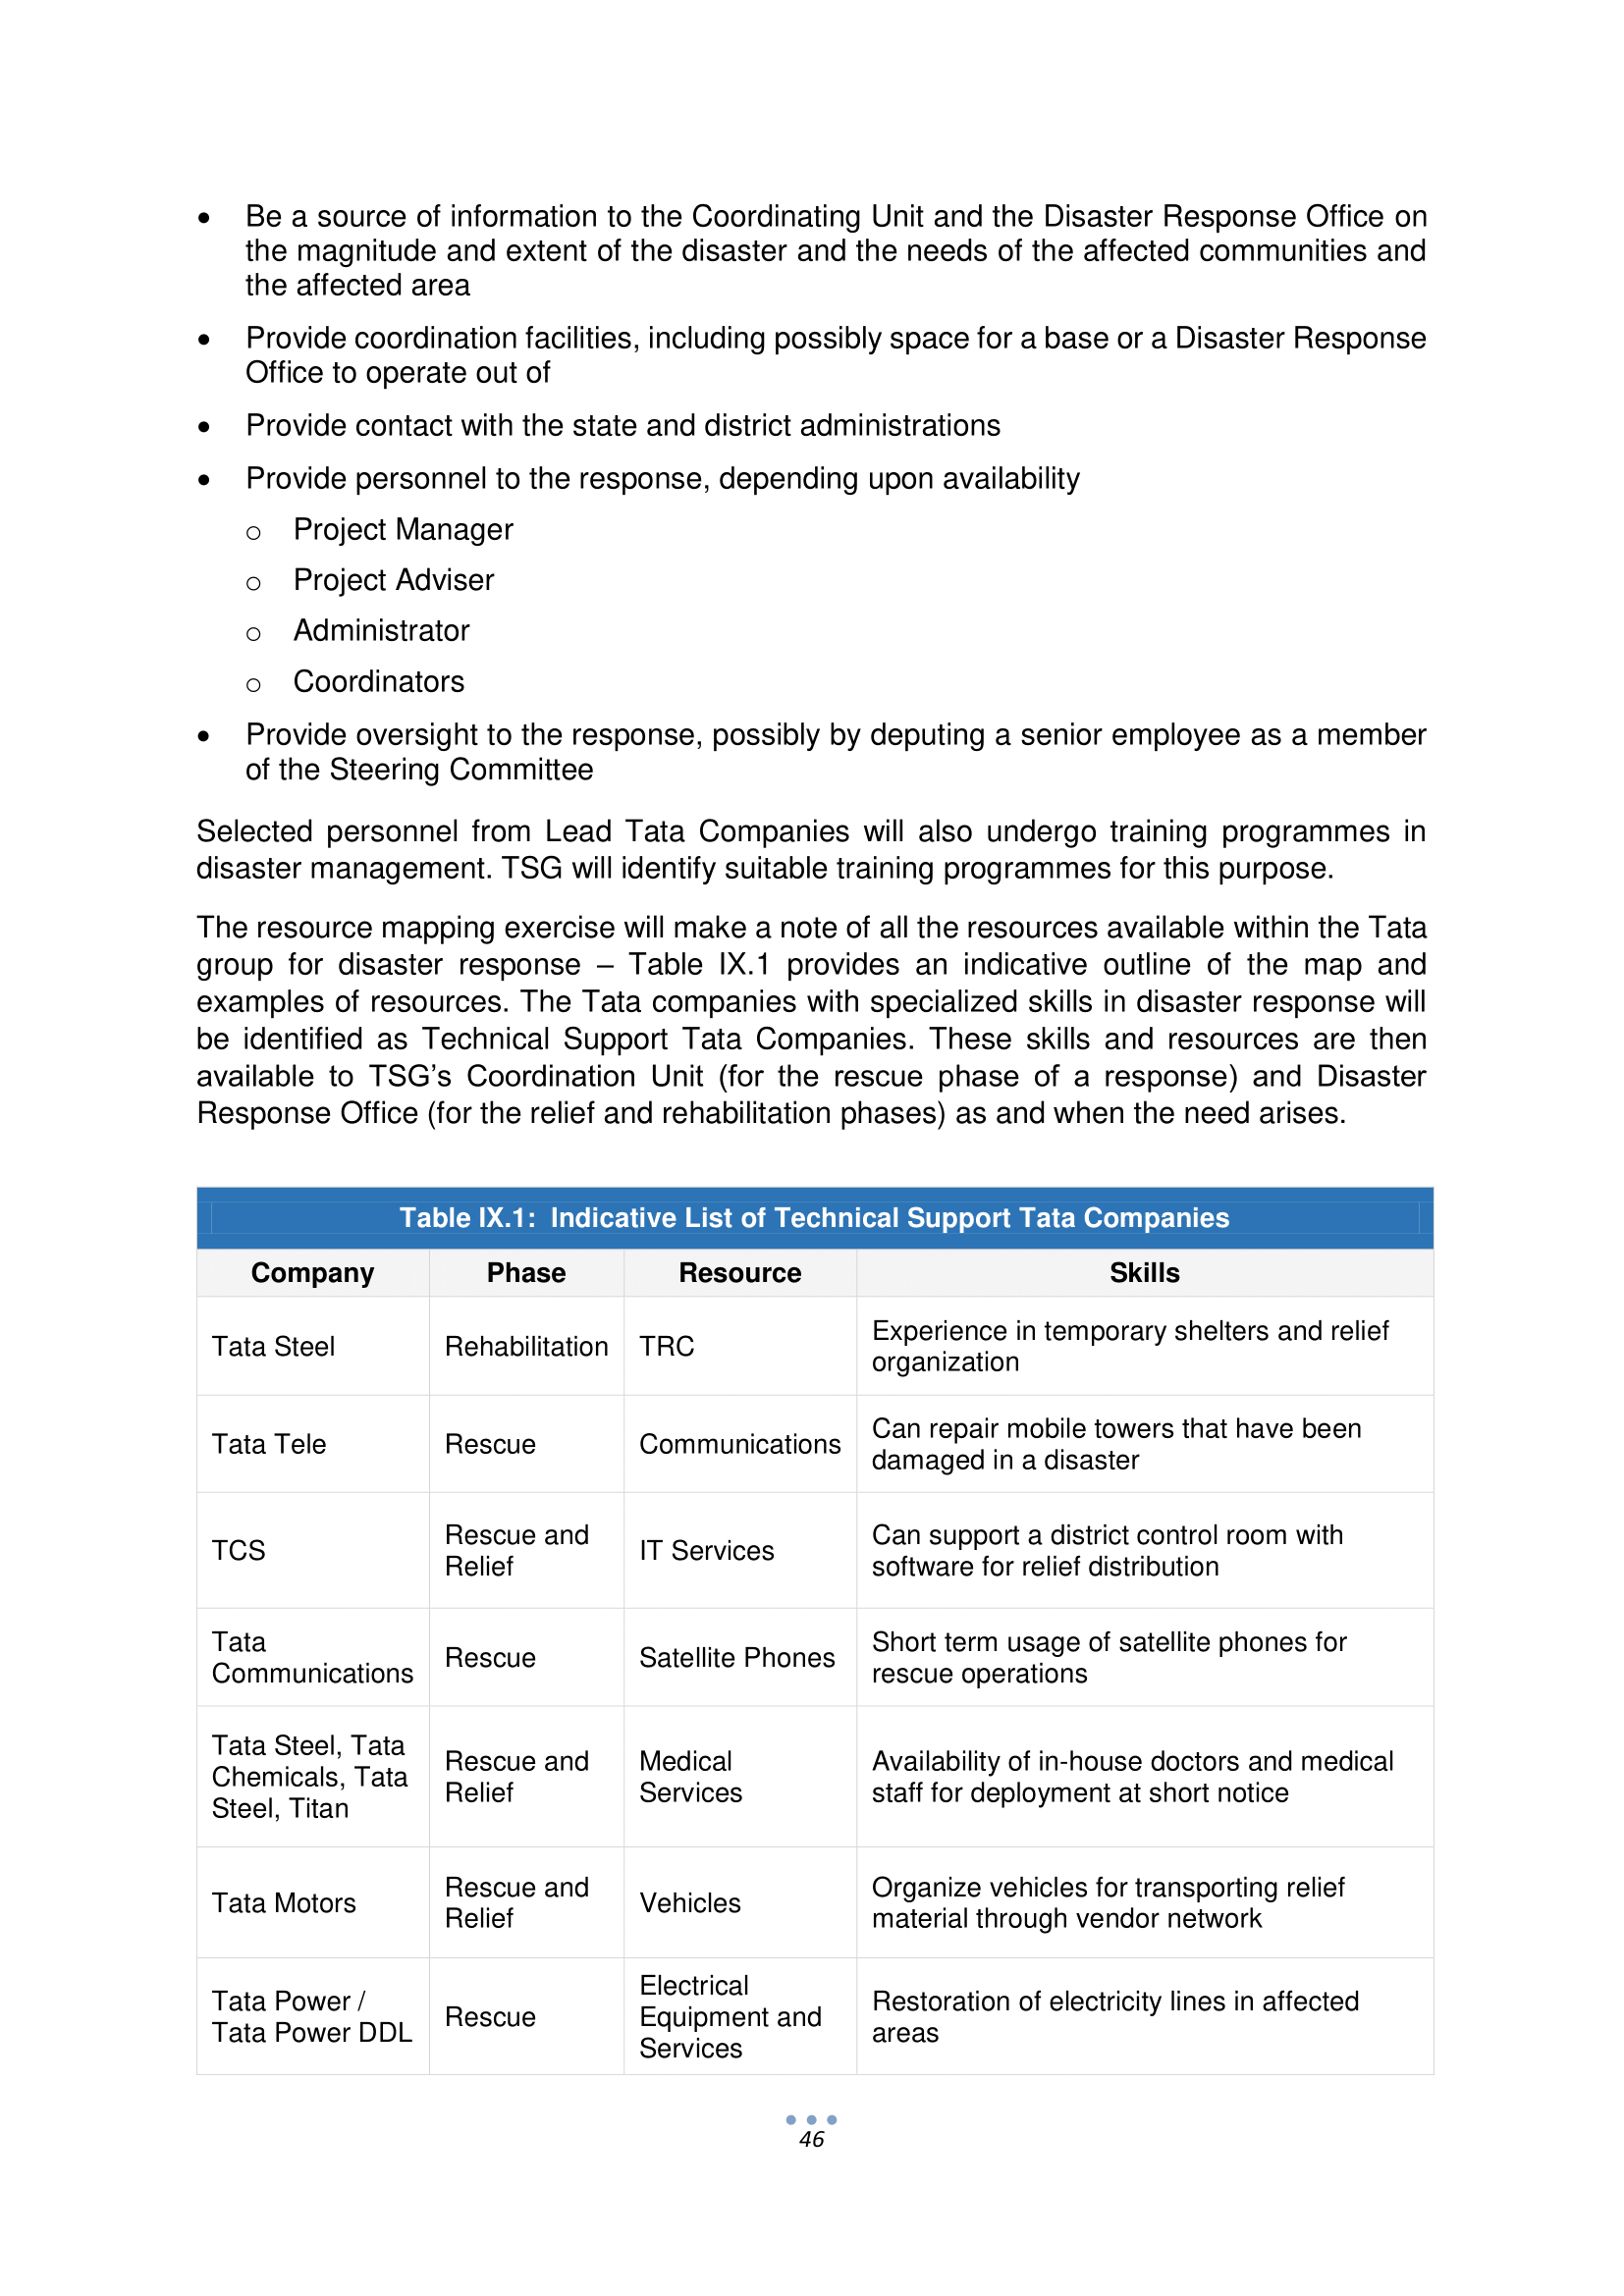 • Be a source of information to the Coordinating Unit and the Disaster Response Office on
the magnitude and extent of the disaster and the needs of the affected communities and
the affected area
• Provide coordination facilities, including possibly space for a base or a Disaster Response
Office to operate out of
• Provide contact with the state and district administrations
• Provide personnel to the response, depending upon availability
o Project Manager
o Project Adviser
o Administrator
o Coordinators
• Provide oversight to the response, possibly by deputing a senior employee as a member
of the Steering Committee
Selected personnel from Lead Tata Companies will also undergo training programmes in
disaster management. TSG will identify suitable training programmes for this purpose.
The resource mapping exercise will make a note of all the resources available within the Tata
group for disaster response – Table IX.1 provides an indicative outline of the map and
examples of resources. The Tata companies with specialized skills in disaster response will
be identified as Technical Support Tata Companies. These skills and resources are then
available to TSG’s Coordination Unit (for the rescue phase of a response) and Disaster
Response Office (for the relief and rehabilitation phases) as and when the need arises.
Table IX.1: Indicative List of Technical Support Tata Companies
Company Phase Resource Skills
Tata Steel
Rehabilitation
TRC
Experience in temporary shelters and relief
organization
Tata Tele
Rescue
Communications
Can repair mobile towers that have been
damaged in a disaster
TCS
Rescue and
Relief
IT Services
Can support a district control room with
software for relief distribution
Tata
Communications
Rescue
Satellite Phones
Short term usage of satellite phones for
rescue operations
Tata Steel, Tata
Chemicals, Tata
Steel, Titan
Rescue and
Relief
Medical
Services
Availability of in-house doctors and medical
staff for deployment at short notice
Tata Motors
Rescue and
Relief
Vehicles
Organize vehicles for transporting relief
material through vendor network
Tata Power /
Tata Power DDL
Rescue
Electrical
Equipment and
Services
Restoration of electricity lines in affected
areas
46